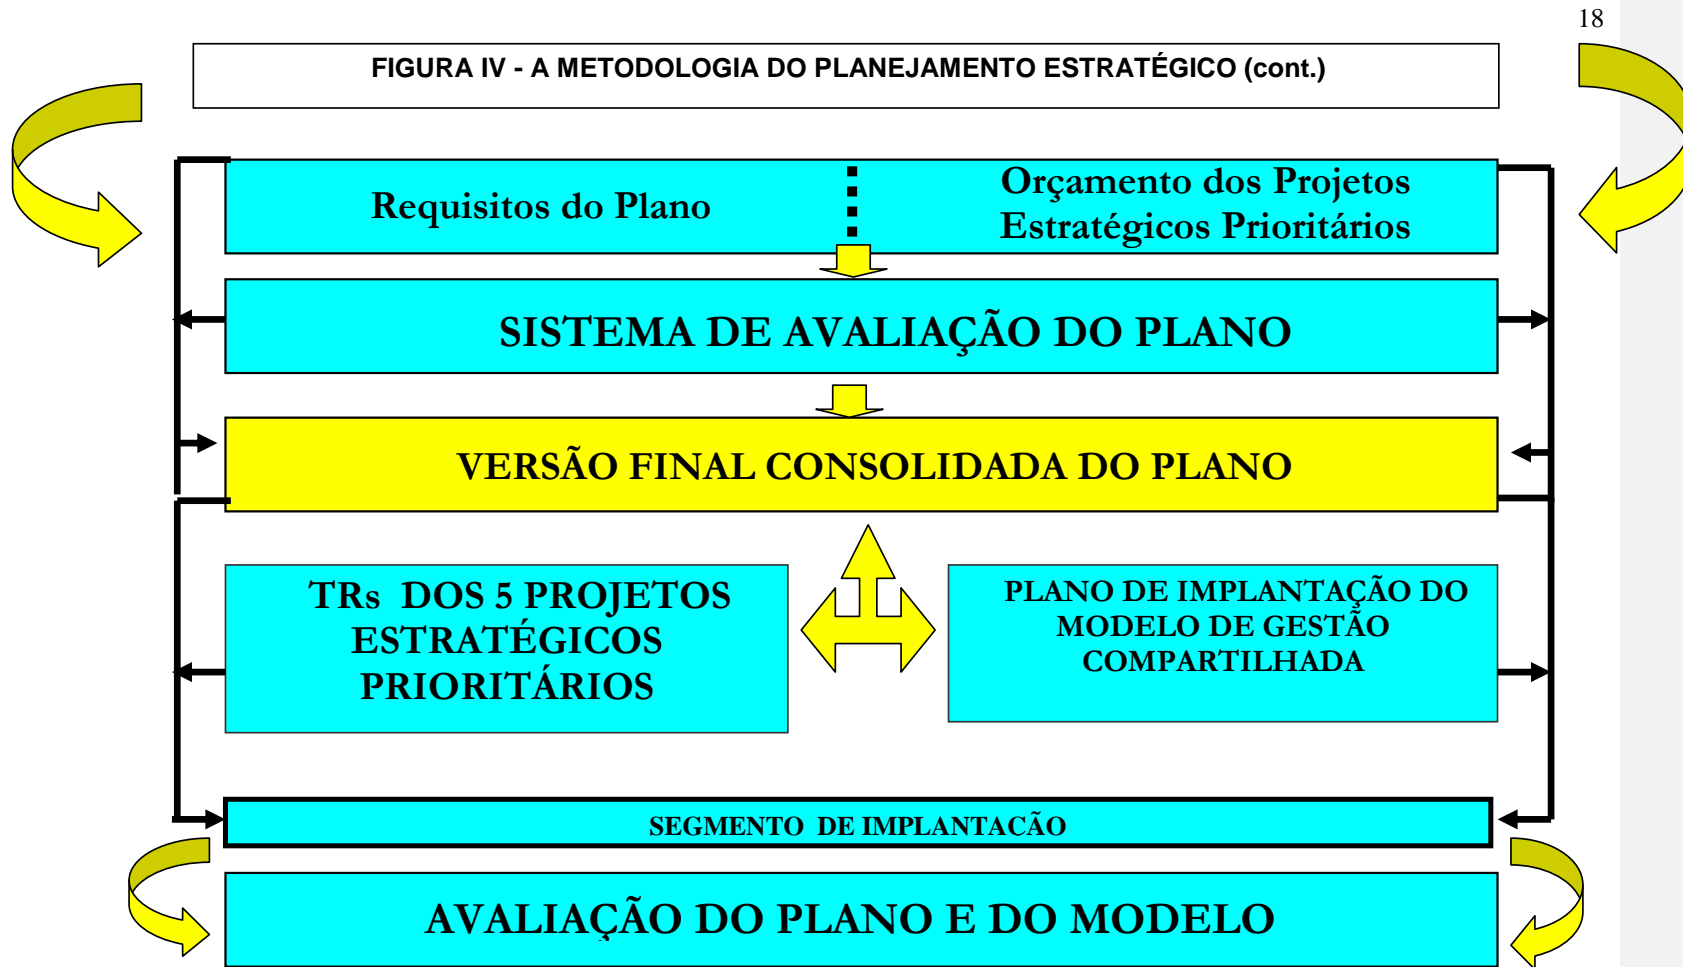 18
FIGURA IV - A METODOLOGIA DO PLANEJAMENTO ESTRATÉGICO (cont.)
Requisitos do Plano
Orçamento dos Projetos
Estratégicos Prioritários
SISTEMA DE AVALIAÇÃO DO PLANO
VERSÃO FINAL CONSOLIDADA DO PLANO
TRs DOS 5 PROJETOS
ESTRATÉGICOS
PRIORITÁRIOS
PLANO DE IMPLANTAÇÃO DO
MODELO DE GESTÃO
COMPARTILHADA
SEGMENTO DE IMPLANTACÃO
AVALIAÇÃO DO PLANO E DO MODELO